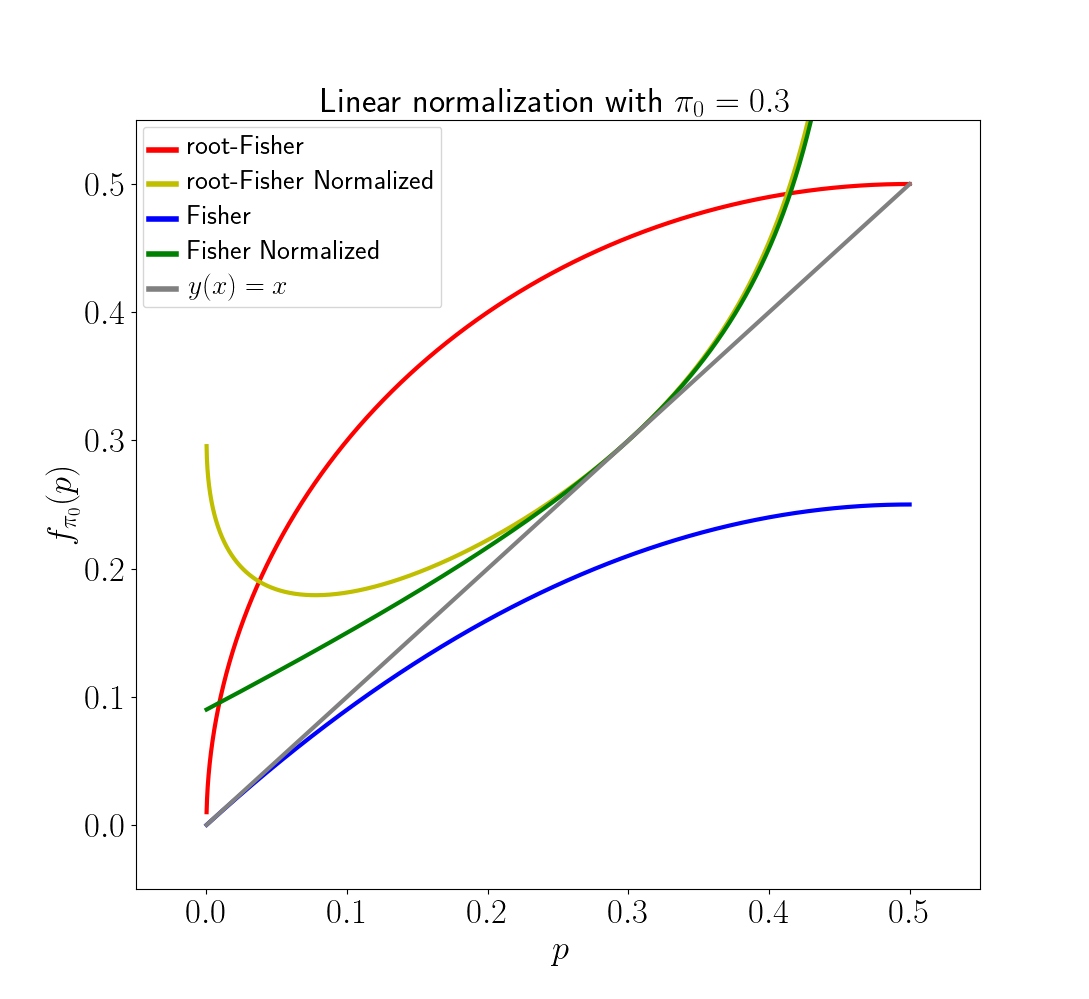 Linear normalization with π₀ = 0.3
root-Fisher
root-Fisher Normalized
Fisher
Fisher Normalized
y(x) = x
0.5
0.4
0.3
0.2
0.1
0.0
f_{π₀}(p)
0.0 0.1 0.2 0.3 0.4 0.5
p